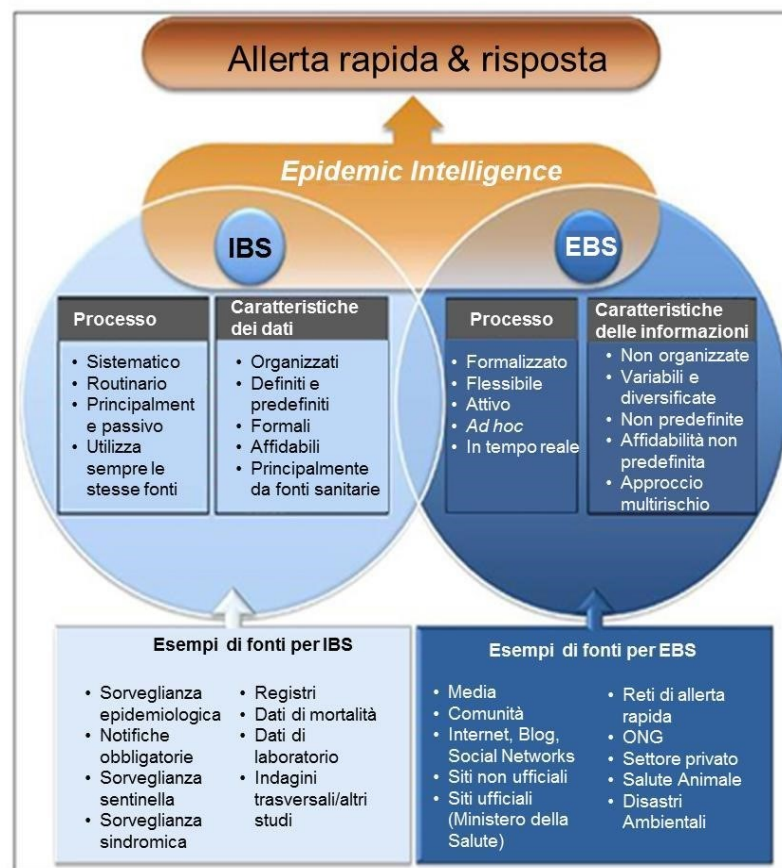 Allerta rapida & risposta
Epidemic Intelligence
IBS
EBS
Processo
• Sistematico
• Routinario
• Principalment
e passivo
• Utilizza
sempre le
stesse fonti
Caratteristiche
dei dati
• Organizzati
• Definiti e
predefiniti
• Formali
• Affidabili
• Principalmente
da fonti sanitarie
Processo
• Formalizzato
• Flessibile
• Attivo
• Ad hoc
• In tempo reale
Caratteristiche
delle informazioni
• Non organizzate
• Variabili e
diversificate
• Non predefinite
• Affidabilità non
predefinita
• Approccio
multirischio
Esempi di fonti per IBS
• Sorveglianza
epidemiologica
• Notifiche
obbligatorie
• Sorveglianza
sentinella
• Sorveglianza
sindromica
• Registri
• Dati di mortalità
• Dati di
laboratorio
• Indagini
trasversali/altri
studi
Esempi di fonti per EBS
• Media
• Comunità
• Internet, Blog,
Social Networks
• Siti non ufficiali
• Siti ufficiali
(Ministero della
Salute)
• Reti di allerta
rapida
• ONG
• Settore privato
• Salute Animale
• Disastri
Ambientali